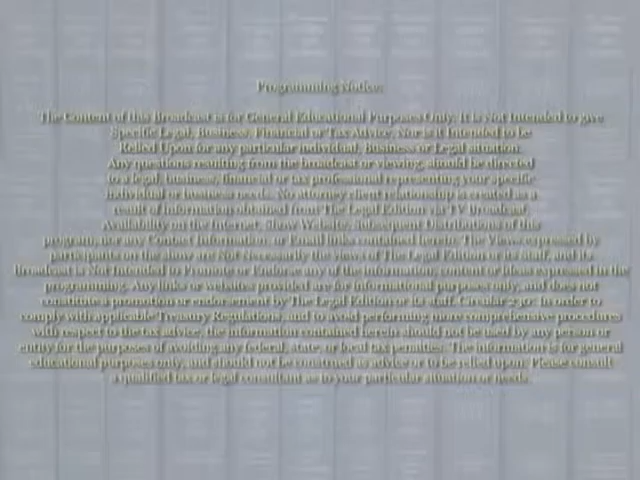 Programming Notice:
The Content of this Broadcast is for General Educational Purposes Only. It is Not Intended to give
Specific Legal, Business, Financial or Tax Advice, Nor is it Intended to be
Relied Upon for any particular individual, Business or Legal situation.
Any questions resulting from the broadcast or viewing, should be directed
to a legal, business, financial or tax professional representing your specific
individual or business needs. No attorney client relationship is created as a
result of information obtained from The Legal Edition via TV Broadcast,
Availability on the Internet, Show Website, Subsequent Distributions of this
program, nor any Contact Information, or Email links contained herein. The Views expressed by
participants on the show are Not Necessarily the views of The Legal Edition or its Staff, and its
Broadcast is Not Intended to Promote or Endorse any of the information, content or ideas expressed in the
programming. Any links or websites provided are for informational purposes only, and does not
constitute a promotion or endorsement by The Legal Edition or its staff. Circular 230: In order to
comply with applicable Treasury Regulations, and to avoid performing more comprehensive procedures
with respect to the tax advice, the information contained herein should not be used by any person or
entity for the purposes of avoiding any federal, state, or local tax penalties. The information is for general
educational purposes only, and should not be construed as advice or to be relied upon. Please consult
a qualified tax or legal consultant as to your particular situation or needs.